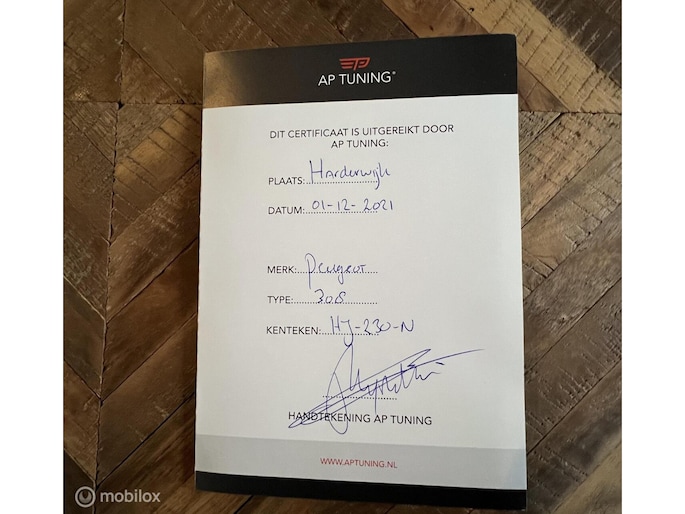 AP TUNING®
DIT CERTIFICAAT IS UITGEREIKT DOOR
AP TUNING:
PLAATS: Harderwijk
DATUM: 01-12-2021
MERK: Peugeot
TYPE: 308
KENTEKEN: HJ-230-N
HANDTEKENING AP TUNING
WWW.APTUNING.NL
mobilox